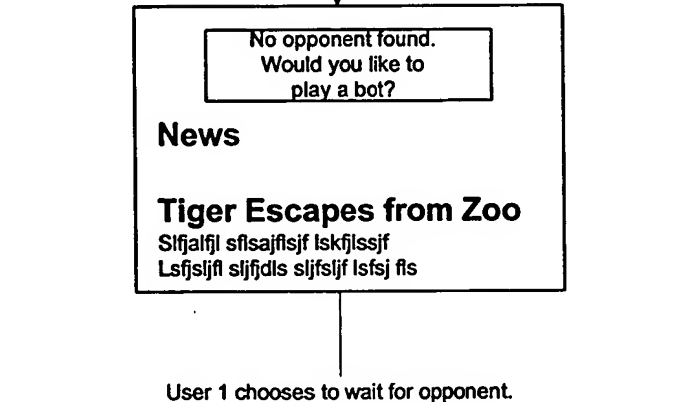 No opponent found.
Would you like to
play a bot?
News
Tiger Escapes from Zoo
Slfjalfjl sflsajflsjf lskfjlssjf
Lsfjsljfl sljfjdls sljfsljf lsfsj fls
User 1 chooses to wait for opponent.